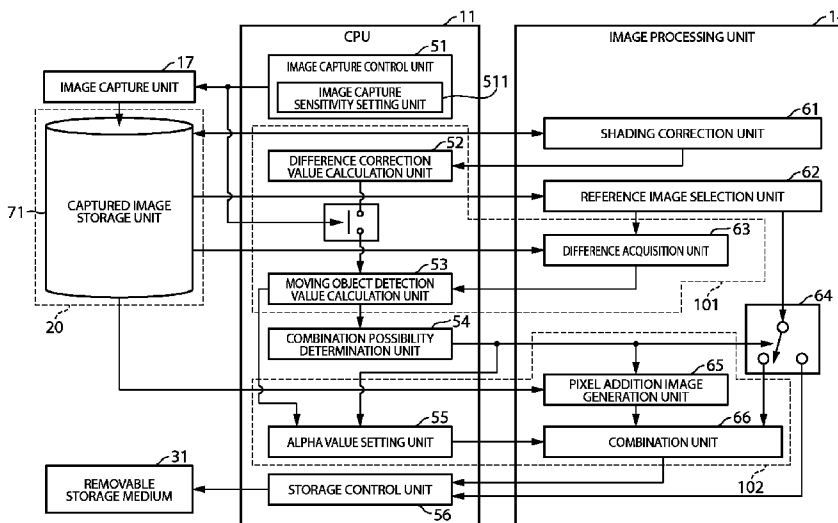 11
CPU
14
IMAGE PROCESSING UNIT
51
IMAGE CAPTURE CONTROL UNIT
17
IMAGE CAPTURE UNIT
IMAGE CAPTURE
SENSITIVITY SETTING UNIT
511
61
SHADING CORRECTION UNIT
52
DIFFERENCE CORRECTION
VALUE CALCULATION UNIT
62
REFERENCE IMAGE SELECTION UNIT
71
CAPTURED IMAGE
STORAGE UNIT
63
DIFFERENCE ACQUISITION UNIT
53
MOVING OBJECT DETECTION
VALUE CALCULATION UNIT
101
64
20
54
COMBINATION POSSIBILITY
DETERMINATION UNIT
65
PIXEL ADDITION IMAGE
GENERATION UNIT
55
ALPHA VALUE SETTING UNIT
66
COMBINATION UNIT
31
REMOVABLE
STORAGE MEDIUM
STORAGE CONTROL UNIT
102
56